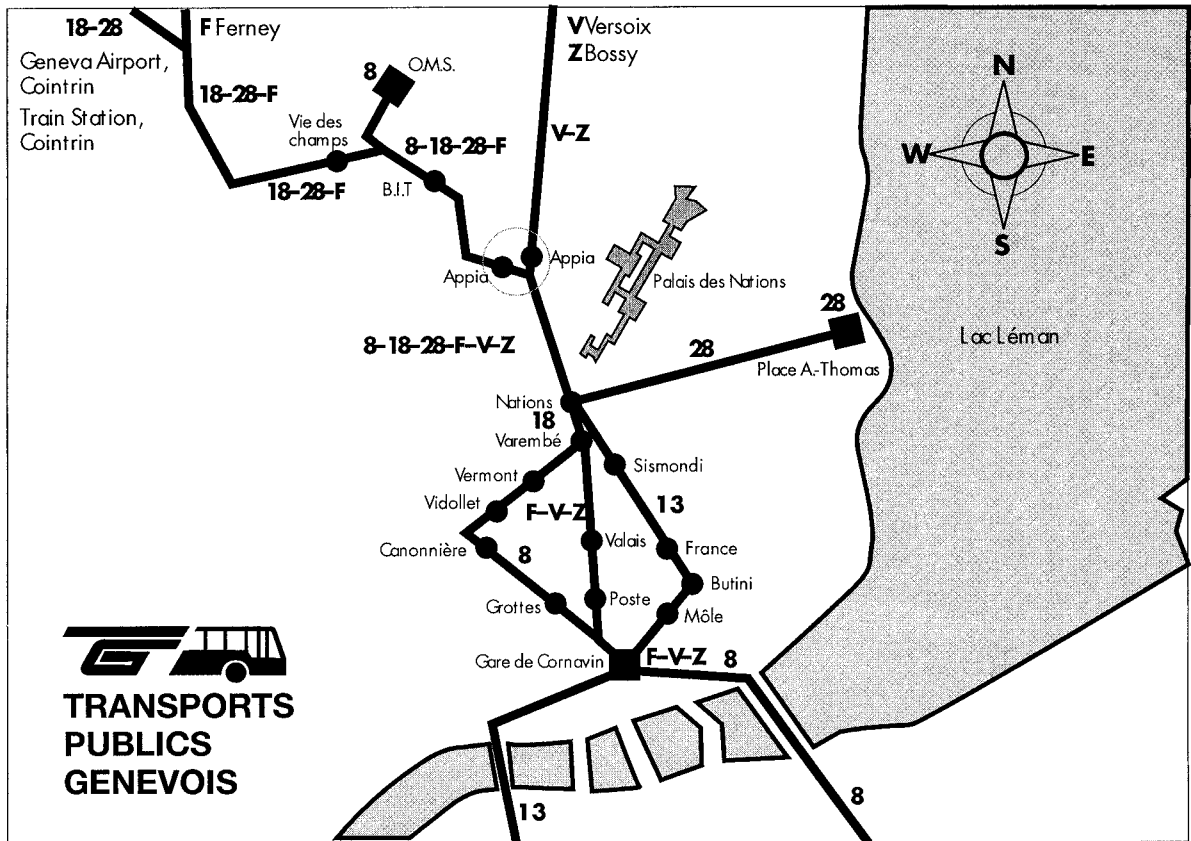 18-28
F Ferney
V Versoix
Z Bossy
Geneva Airport,
Cointrin
Train Station,
Cointrin
18-28-F
8
O.M.S.
Vie des
champs
8-18-28-F
V-Z
18-28-F
B.I.T
N
W
E
S
Appia
Appia
Palais des Nations
28
8-18-28-F-V-Z
28
Place A.-Thomas
Lac Léman
Nations
18
Varembé
Sismondi
Vermont
Vidollet
F-V-Z
13
Canonnière
8
Valais
France
Butini
Grottes
Poste
Môle
Gare de Cornavin
F-V-Z
8
TRANSPORTS
PUBLICS
GENEVOIS
13
8